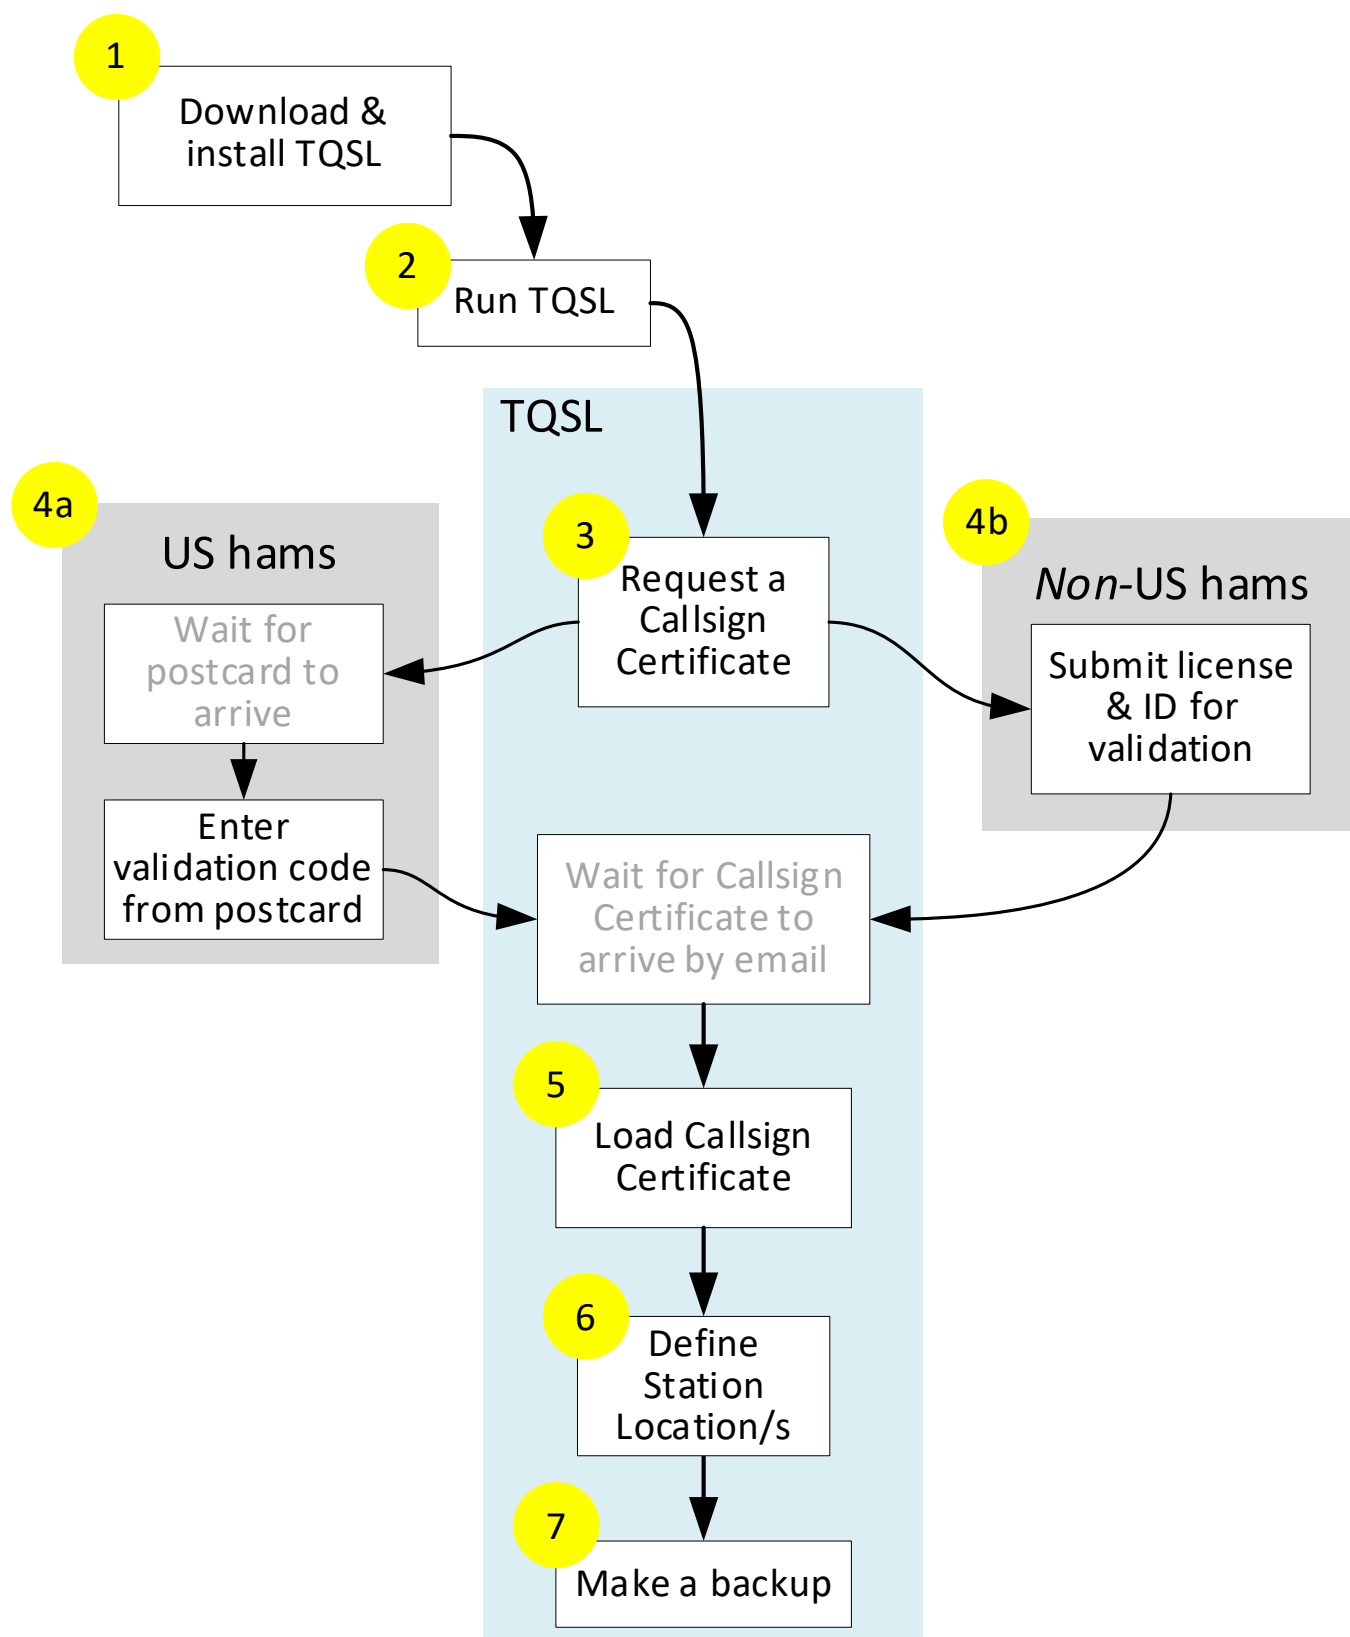 1
Download &
install TQSL
2
Run TQSL
TQSL
3
Request a
Callsign
Certificate
4a
US hams
Wait for
postcard to
arrive
Enter
validation code
from postcard
4b
Non-US hams
Submit license
& ID for
validation
Wait for Callsign
Certificate to
arrive by email
5
Load Callsign
Certificate
6
Define
Station
Location/s
7
Make a backup